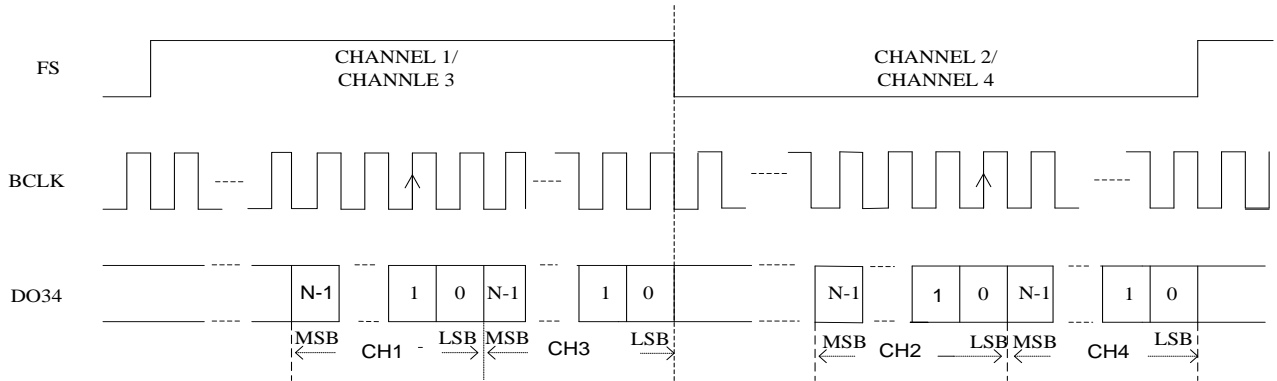 FS
CHANNEL 1/
CHANNLE 3
CHANNEL 2/
CHANNEL 4
BCLK
DO34
N-1 1 0 N-1 1 0 N-1 1 0 N-1 1 0
MSB LSB MSB LSB MSB LSB MSB LSB
CH1 CH3 CH2 CH4